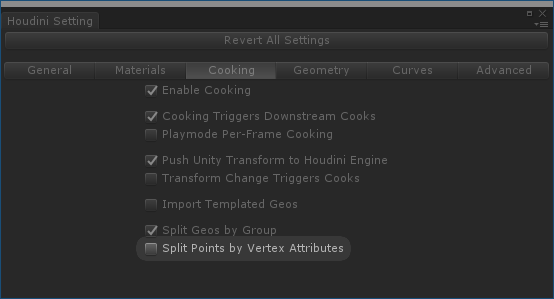 Houdini Setting
Revert All Settings
General Materials Cooking Geometry Curves Advanced
Enable Cooking
Cooking Triggers Downstream Cooks
Playmode Per-Frame Cooking
Push Unity Transform to Houdini Engine
Transform Change Triggers Cooks
Import Templated Geos
Split Geos by Group
Split Points by Vertex Attributes